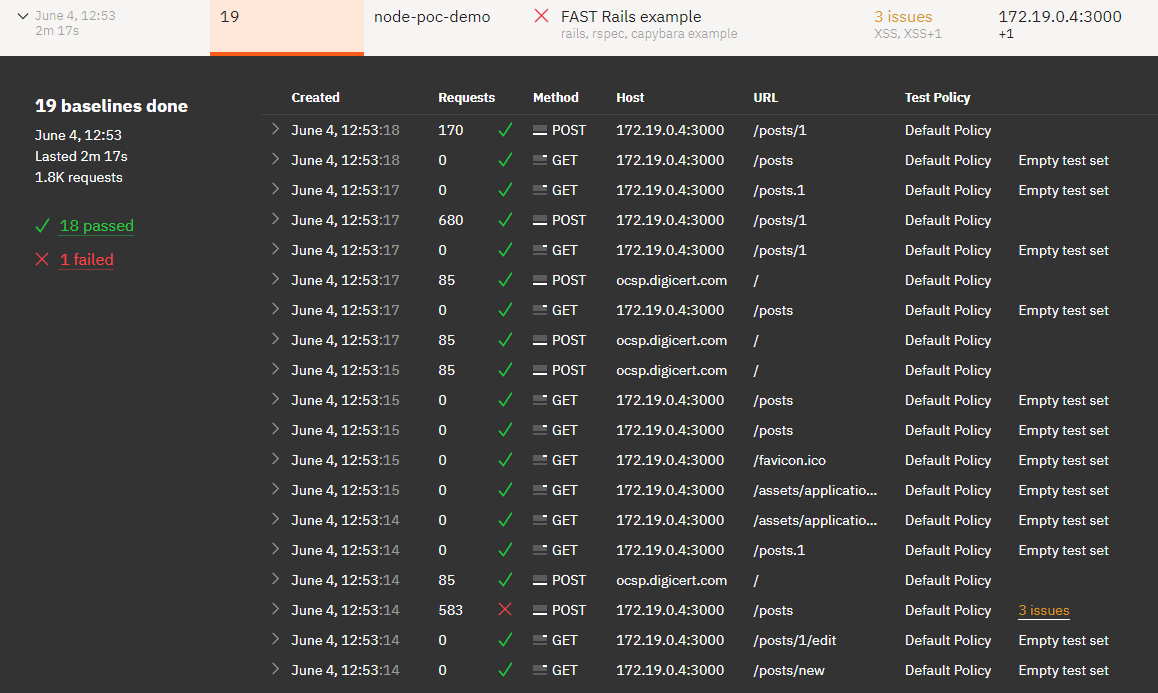 June 4, 12:53 19 node-poc-demo FAST Rails example 3 issues 172.19.0.4:3000
2m 17s rails, rspec, capybara example XSS, XSS+1 +1
19 baselines done
June 4, 12:53
Lasted 2m 17s
1.8K requests
18 passed
1 failed
Created Requests Method Host URL Test Policy
June 4, 12:53:18 170 POST 172.19.0.4:3000 /posts/1 Default Policy
June 4, 12:53:18 0 GET 172.19.0.4:3000 /posts Default Policy Empty test set
June 4, 12:53:17 0 GET 172.19.0.4:3000 /posts.1 Default Policy Empty test set
June 4, 12:53:17 680 POST 172.19.0.4:3000 /posts/1 Default Policy
June 4, 12:53:17 0 GET 172.19.0.4:3000 /posts/1 Default Policy Empty test set
June 4, 12:53:17 85 POST ocsp.digicert.com / Default Policy
June 4, 12:53:17 0 GET 172.19.0.4:3000 /posts Default Policy Empty test set
June 4, 12:53:17 85 POST ocsp.digicert.com / Default Policy
June 4, 12:53:15 85 POST ocsp.digicert.com / Default Policy
June 4, 12:53:15 0 GET 172.19.0.4:3000 /posts Default Policy Empty test set
June 4, 12:53:15 0 GET 172.19.0.4:3000 /posts Default Policy Empty test set
June 4, 12:53:15 0 GET 172.19.0.4:3000 /favicon.ico Default Policy Empty test set
June 4, 12:53:15 0 GET 172.19.0.4:3000 /assets/applicatio... Default Policy Empty test set
June 4, 12:53:14 0 GET 172.19.0.4:3000 /assets/applicatio... Default Policy Empty test set
June 4, 12:53:14 0 GET 172.19.0.4:3000 /posts.1 Default Policy Empty test set
June 4, 12:53:14 85 POST ocsp.digicert.com / Default Policy
June 4, 12:53:14 583 POST 172.19.0.4:3000 /posts Default Policy 3 issues
June 4, 12:53:14 0 GET 172.19.0.4:3000 /posts/1/edit Default Policy Empty test set
June 4, 12:53:14 0 GET 172.19.0.4:3000 /posts/new Default Policy Empty test set